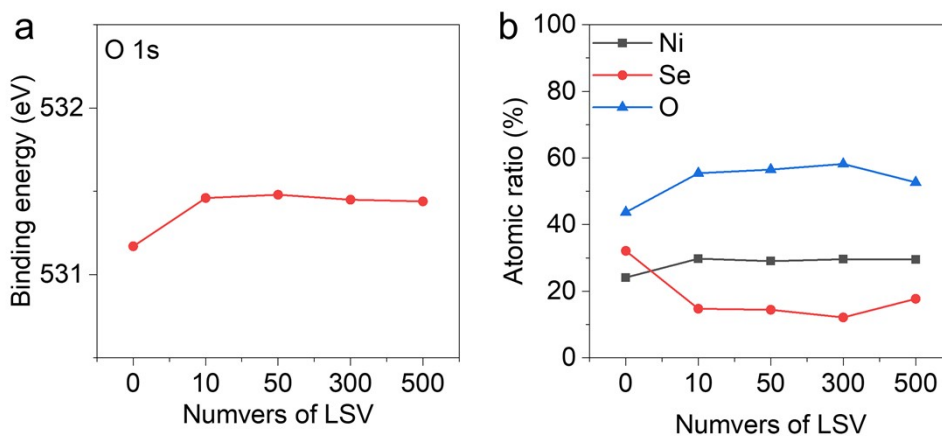 a
O 1s
Binding energy (eV)
532
531
0 10 50 300 500
Numvers of LSV
b
Ni
Se
O
Atomic ratio (%)
100
80
60
40
20
0
0 10 50 300 500
Numvers of LSV